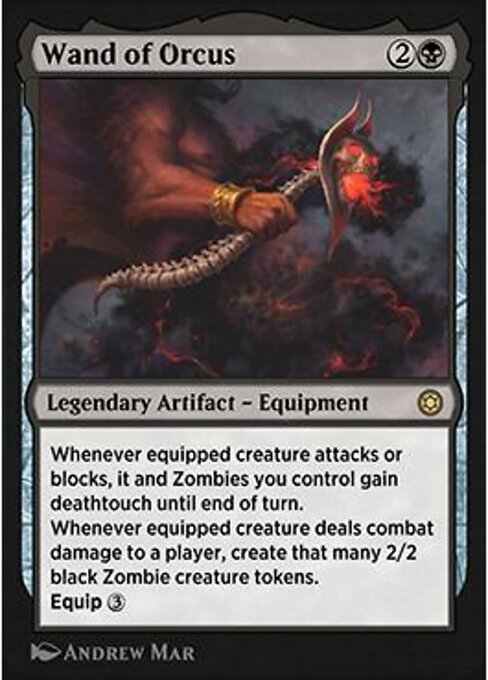 Wand of Orcus 2
Legendary Artifact – Equipment
Whenever equipped creature attacks or
blocks, it and Zombies you control gain
deathtouch until end of turn.
Whenever equipped creature deals combat
damage to a player, create that many 2/2
black Zombie creature tokens.
Equip 3
Andrew Mar